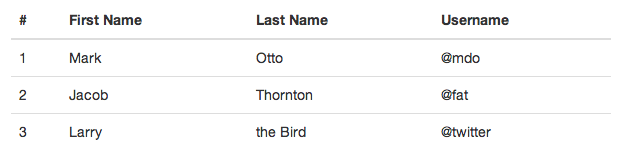 # First Name Last Name Username
1 Mark Otto @mdo
2 Jacob Thornton @fat
3 Larry the Bird @twitter